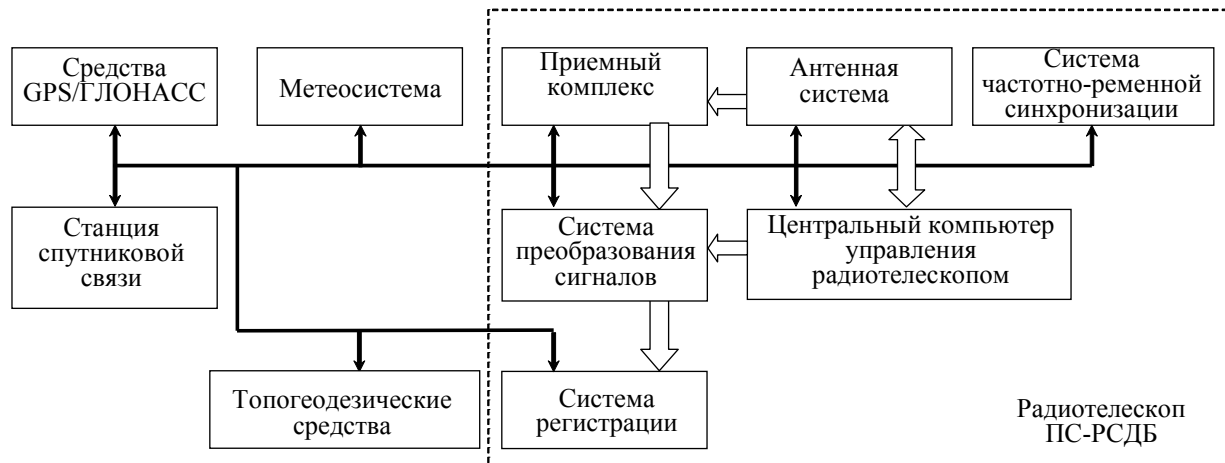 Средства
GPS/ГЛОНАСС
Метеосистема
Приемный
комплекс
Антенная
система
Система
частотно-ременной
синхронизации
Станция
спутниковой
связи
Система
преобразования
сигналов
Центральный компьютер
управления
радиотелескопом
Топогеодезические
средства
Система
регистрации
Радиотелескоп
ПС-РСДБ